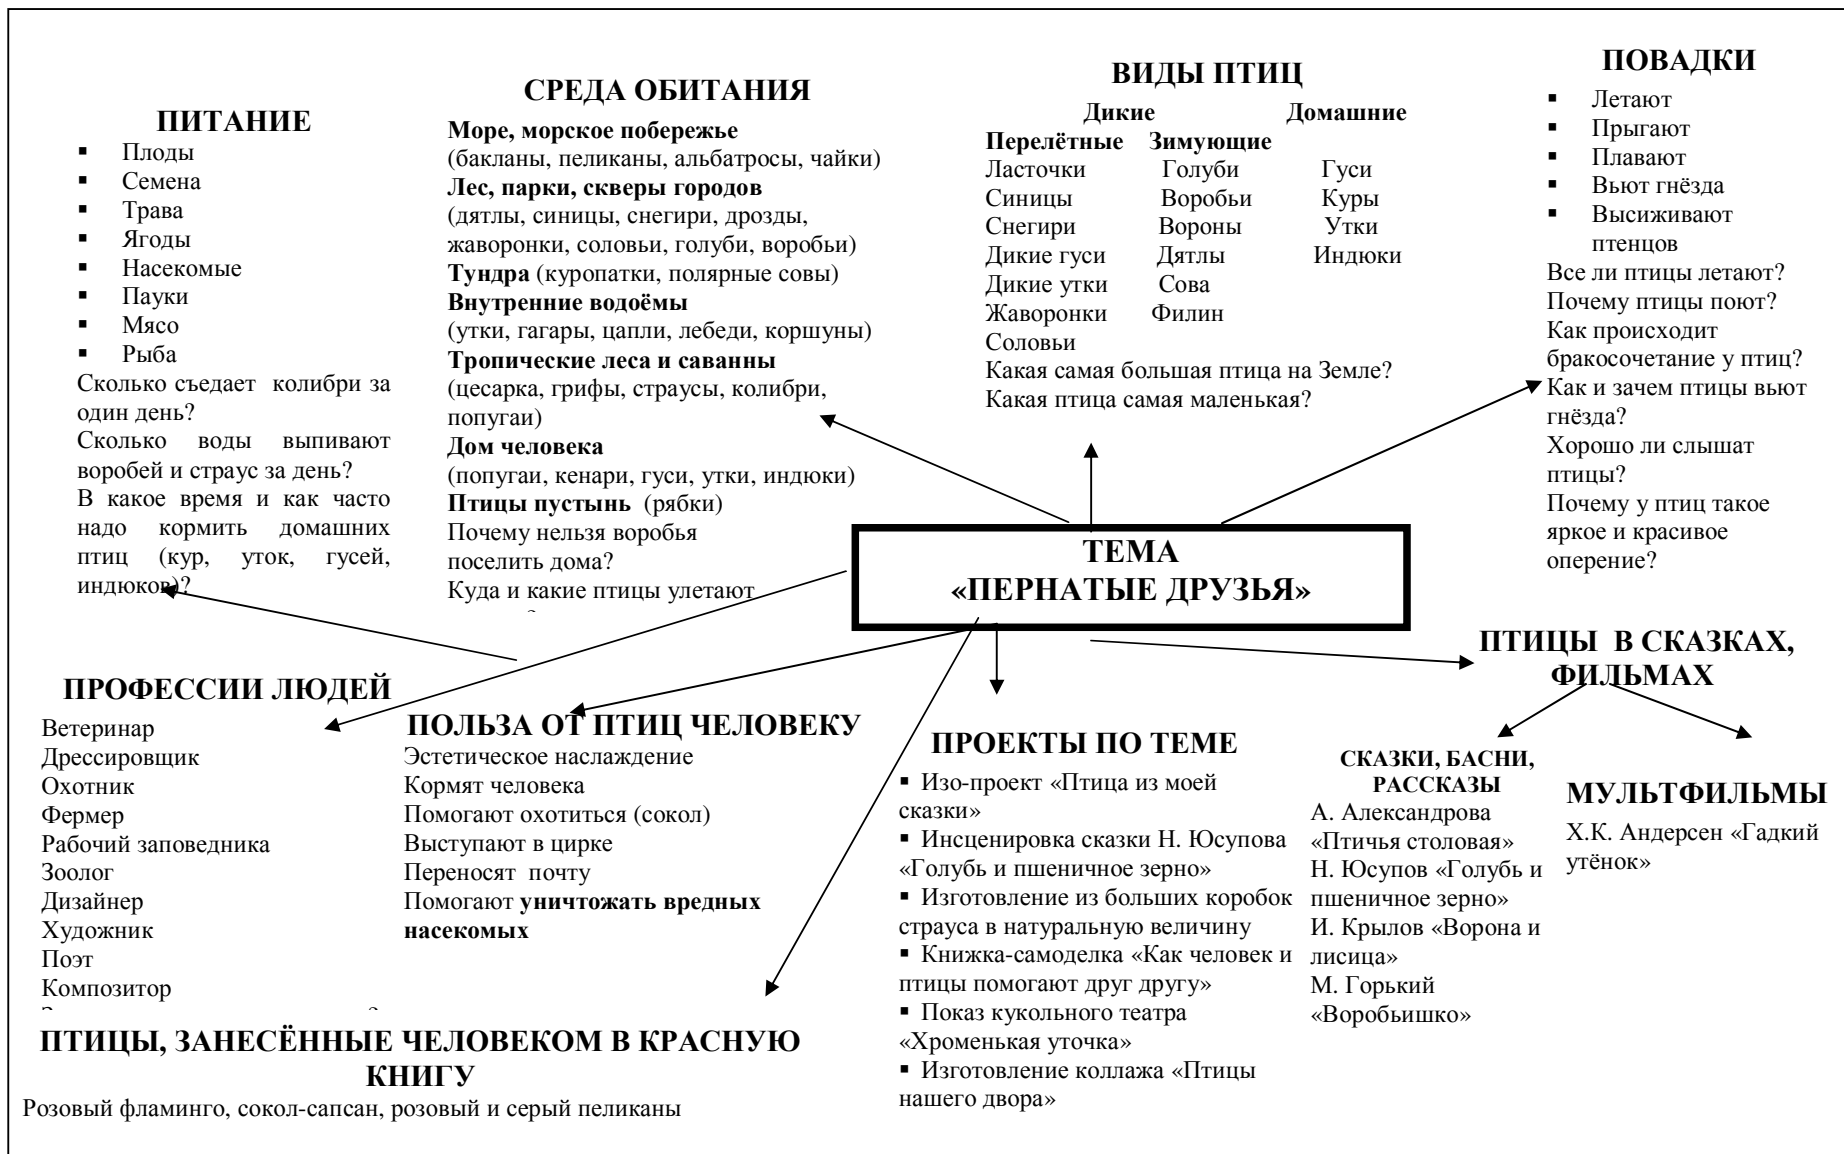 ПИТАНИЕ
▪ Плоды
▪ Семена
▪ Трава
▪ Ягоды
▪ Насекомые
▪ Пауки
▪ Мясо
▪ Рыба
Сколько съедает колибри за
один день?
Сколько воды выпивают
воробей и страус за день?
В какое время и как часто
надо кормить домашних
птиц (кур, уток, гусей,
индюков)?
СРЕДА ОБИТАНИЯ
Море, морское побережье
(бакланы, пеликаны, альбатросы, чайки)
Лес, парки, скверы городов
(дятлы, синицы, снегири, дрозды,
жаворонки, соловьи, голуби, воробьи)
Тундра (куропатки, полярные совы)
Внутренние водоёмы
(утки, гагары, цапли, лебеди, коршуны)
Тропические леса и саванны
(цесарка, грифы, страусы, колибри,
попугаи)
Дом человека
(попугаи, кенари, гуси, утки, индюки)
Птицы пустынь (рябки)
Почему нельзя воробья
поселить дома?
Куда и какие птицы улетают
ВИДЫ ПТИЦ
Дикие Домашние
Перелётные Зимующие
Ласточки Голуби Гуси
Синицы Воробьи Куры
Снегири Вороны Утки
Дикие гуси Дятлы Индюки
Дикие утки Сова
Жаворонки Филин
Соловьи
Какая самая большая птица на Земле?
Какая птица самая маленькая?
ПОВАДКИ
▪ Летают
▪ Прыгают
▪ Плавают
▪ Вьют гнёзда
▪ Высиживают
птенцов
Все ли птицы летают?
Почему птицы поют?
Как происходит
бракосочетание у птиц?
Как и зачем птицы вьют
гнёзда?
Хорошо ли слышат
птицы?
Почему у птиц такое
яркое и красивое
оперение?
ТЕМА
«ПЕРНАТЫЕ ДРУЗЬЯ»
ПРОФЕССИИ ЛЮДЕЙ
Ветеринар
Дрессировщик
Охотник
Фермер
Рабочий заповедника
Зоолог
Дизайнер
Художник
Поэт
Композитор
ПОЛЬЗА ОТ ПТИЦ ЧЕЛОВЕКУ
Эстетическое наслаждение
Кормят человека
Помогают охотиться (сокол)
Выступают в цирке
Переносят почту
Помогают уничтожать вредных
насекомых
ПТИЦЫ, ЗАНЕСЁННЫЕ ЧЕЛОВЕКОМ В КРАСНУЮ
КНИГУ
Розовый фламинго, сокол-сапсан, розовый и серый пеликаны
ПРОЕКТЫ ПО ТЕМЕ
▪ Изо-проект «Птица из моей
сказки»
▪ Инсценировка сказки Н. Юсупова
«Голубь и пшеничное зерно»
▪ Изготовление из больших коробок
страуса в натуральную величину
▪ Книжка-самоделка «Как человек и
птицы помогают друг другу»
▪ Показ кукольного театра
«Хроменькая уточка»
▪ Изготовление коллажа «Птицы
нашего двора»
ПТИЦЫ В СКАЗКАХ,
ФИЛЬМАХ
СКАЗКИ, БАСНИ,
РАССКАЗЫ
А. Александрова
«Птичья столовая»
Н. Юсупов «Голубь и
пшеничное зерно»
И. Крылов «Ворона и
лисица»
М. Горький
«Воробьишко»
МУЛЬТФИЛЬМЫ
Х.К. Андерсен «Гадкий
утёнок»